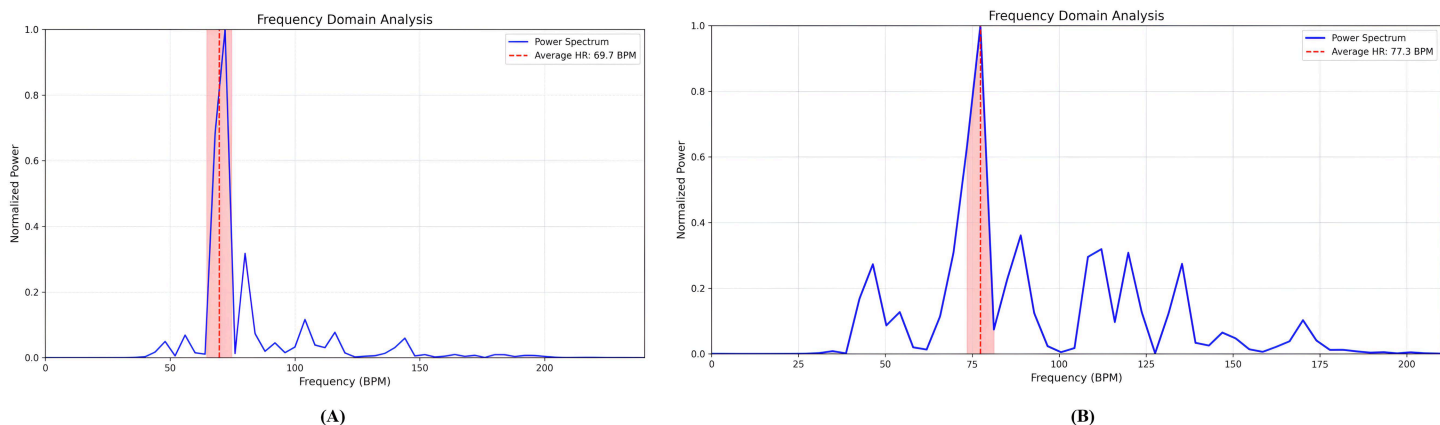 Frequency Domain Analysis
Power Spectrum
Average HR: 69.7 BPM
Normalized Power
1.0
0.8
0.6
0.4
0.2
0.0
0 50 100 150 200
Frequency (BPM)
(A)
Frequency Domain Analysis
Power Spectrum
Average HR: 77.3 BPM
Normalized Power
1.0
0.8
0.6
0.4
0.2
0.0
0 25 50 75 100 125 150 175 200
Frequency (BPM)
(B)